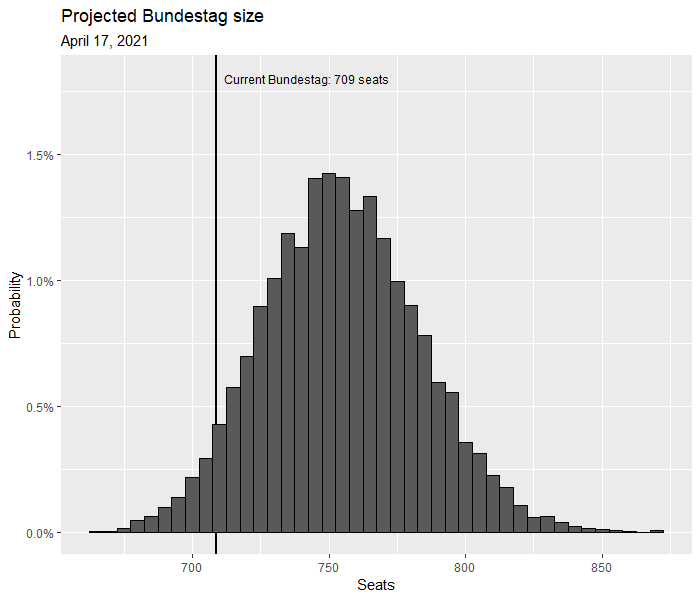 Projected Bundestag size
April 17, 2021
Current Bundestag: 709 seats
1.5%
1.0%
0.5%
0.0%
Probability
700
750
800
850
Seats